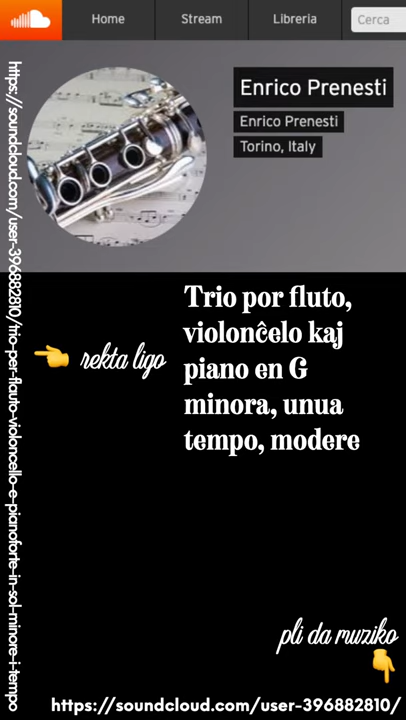 Home Stream Libreria Cerca
Enrico Prenesti
Enrico Prenesti
Torino, Italy
https://soundcloud.com/user-396882810/trio-per-flauto-violoncello-e-pianoforte-in-sol-minore-i-tempo
Trio por fluto,
violonĉelo kaj
piano en G
minora, unua
tempo, modere
👈 rekta ligo
pli da muziko
👇
https://soundcloud.com/user-396882810/